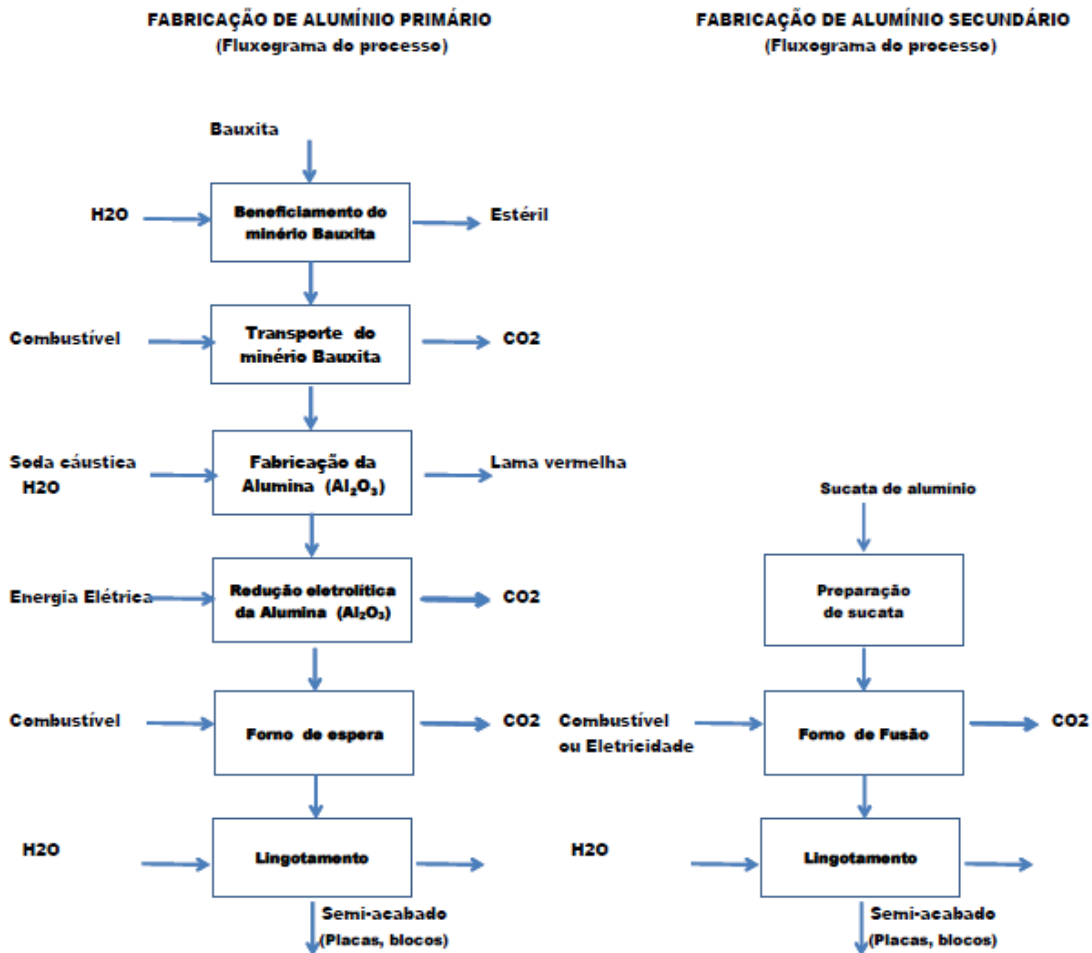 FABRICAÇÃO DE ALUMÍNIO PRIMÁRIO
(Fluxograma do processo)
Bauxita
H2O
Beneficiamento do
minério Bauxita
Estéril
Combustível
Transporte do
minério Bauxita
CO2
Soda cáustica
H2O
Fabricação da
Alumina (Al₂O₃)
Lama vermelha
Energia Elétrica
Redução eletrolítica
da Alumina (Al₂O₃)
CO2
Combustível
Forno de espera
CO2
H2O
Lingotamento
Semi-acabado
(Placas, blocos)
FABRICAÇÃO DE ALUMÍNIO SECUNDÁRIO
(Fluxograma do processo)
Sucata de alumínio
Preparação
de sucata
Combustível
ou Eletricidade
Forno de Fusão
CO2
H2O
Lingotamento
Semi-acabado
(Placas, blocos)